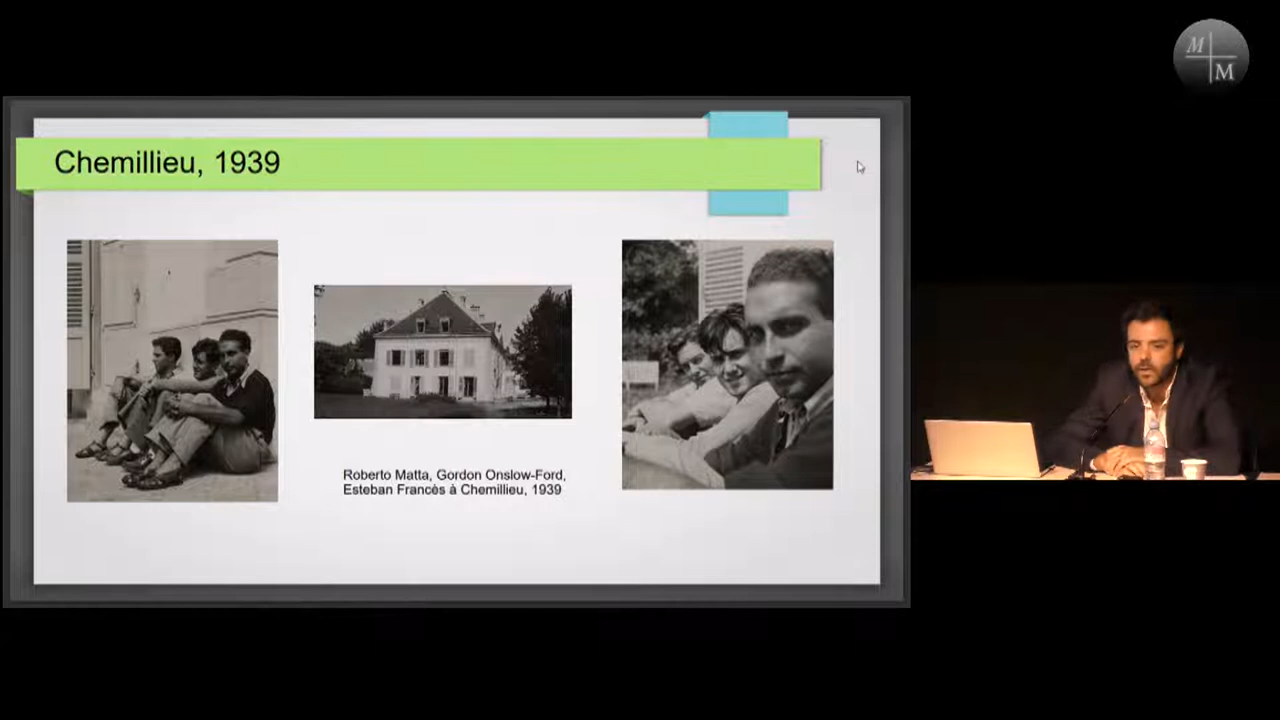 M
M
Chemillieu, 1939
Roberto Matta, Gordon Onslow-Ford,
Esteban Francès à Chemillieu, 1939